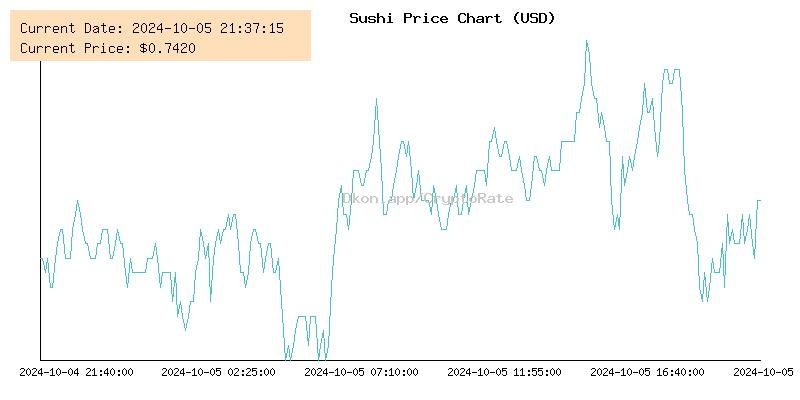 Sushi Price Chart (USD)
Current Date: 2024-10-05 21:37:15
Current Price: $0.7420
Okon.app/CryptoRate
2024-10-04 21:40:00 2024-10-05 02:25:00 2024-10-05 07:10:00 2024-10-05 11:55:00 2024-10-05 16:40:00 2024-10-05